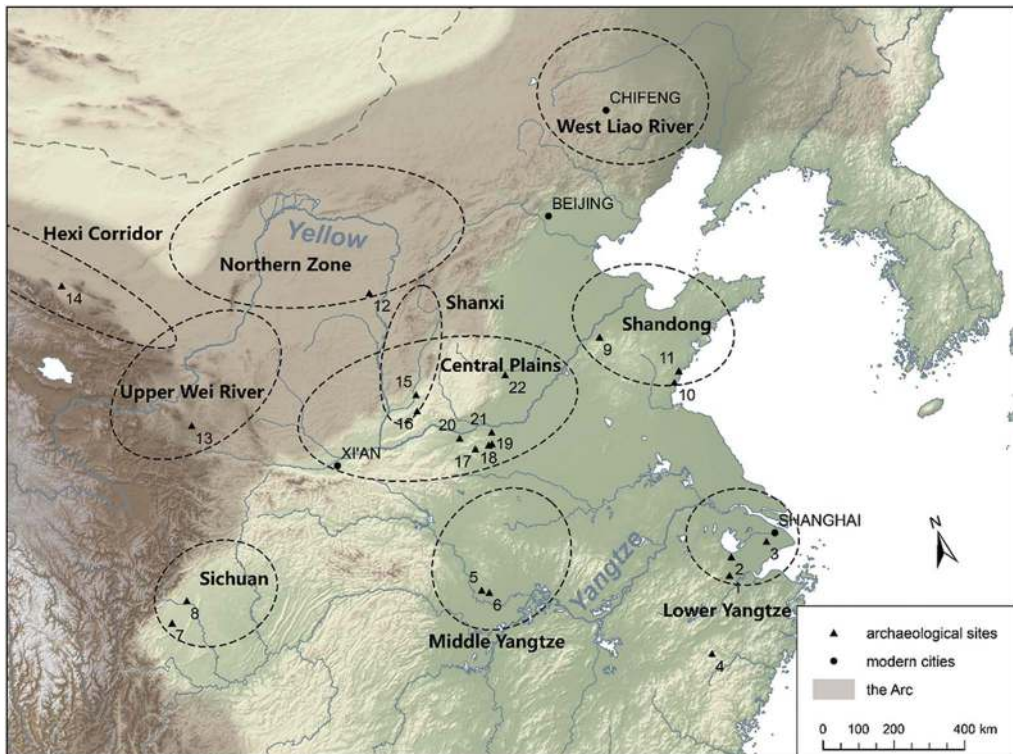 CHIFENG
West Liao River
BEIJING
Hexi Corridor
Yellow
Northern Zone
14
12
Shanxi
Shandong
9
11
10
Central Plains
22
Upper Wei River
15
16
13
20
21
19
17
18
XI'AN
SHANGHAI
3
2
1
Yangtze
Lower Yangtze
Sichuan
8
7
5
6
Middle Yangtze
4
N
archaeological sites
modern cities
the Arc
0 200 400 km